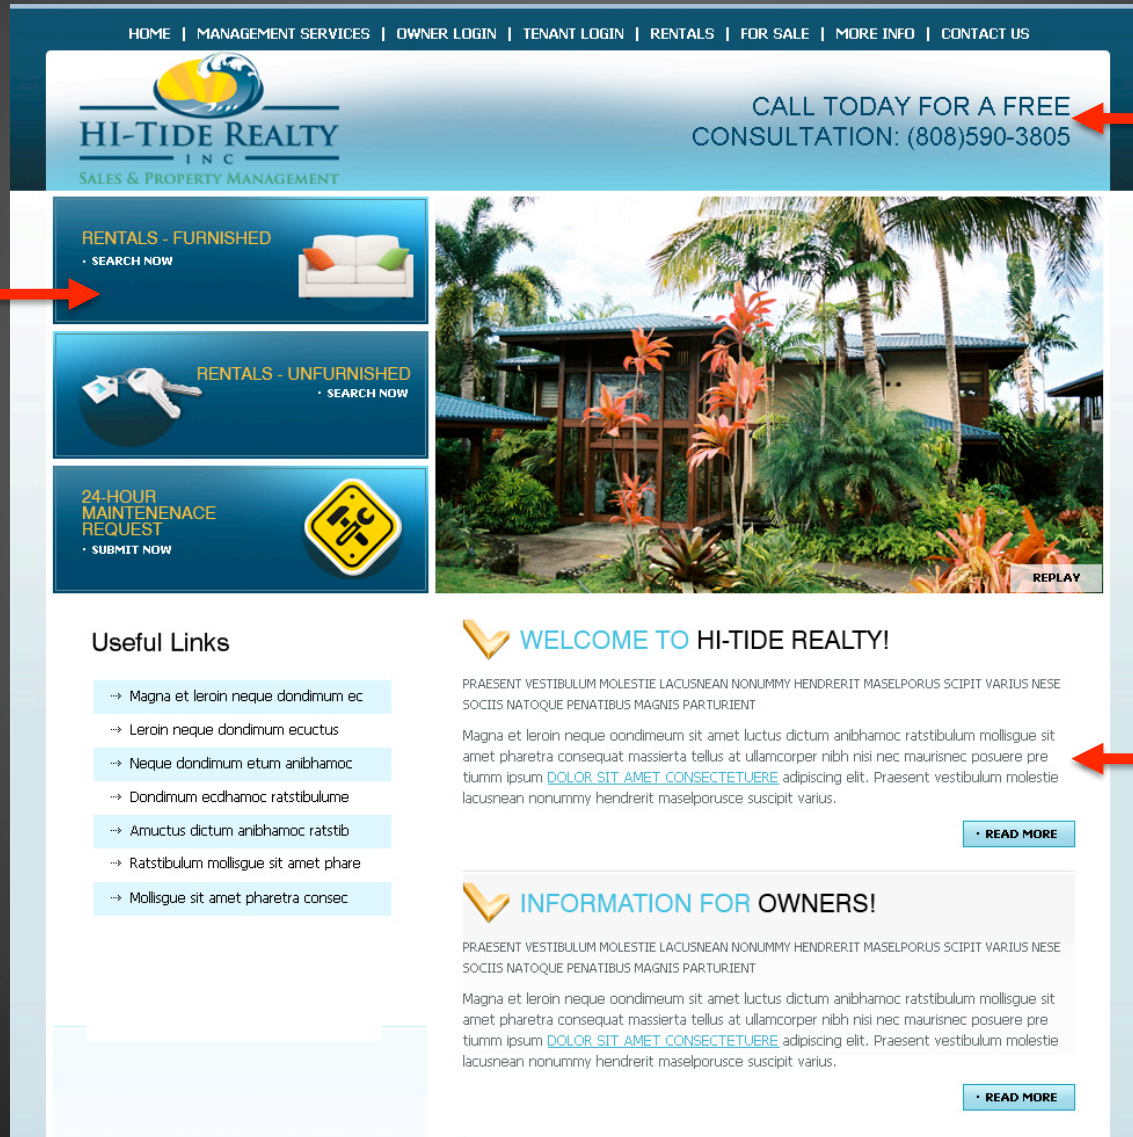 HOME | MANAGEMENT SERVICES | OWNER LOGIN | TENANT LOGIN | RENTALS | FOR SALE | MORE INFO | CONTACT US
HI-TIDE REALTY
INC
SALES & PROPERTY MANAGEMENT
CALL TODAY FOR A FREE
CONSULTATION: (808)590-3805
RENTALS - FURNISHED
· SEARCH NOW
RENTALS - UNFURNISHED
· SEARCH NOW
24-HOUR
MAINTENENACE
REQUEST
· SUBMIT NOW
REPLAY
Useful Links
Magna et leroin neque dondimum ec
Leroin neque dondimum ecuctus
Neque dondimum etum anibhamoc
Dondimum ecdhamoc ratstibulume
Amuctus dictum anibhamoc ratstib
Ratstibulum mollisgue sit amet phare
Mollisgue sit amet pharetra consec
WELCOME TO HI-TIDE REALTY!
PRAESENT VESTIBULUM MOLESTIE LACUSNEAN NONUMMY HENDRERIT MASELPORUS SCIPIT VARIUS NESE
SOCIIS NATOQUE PENATIBUS MAGNIS PARTURIENT
Magna et leroin neque oondimeum sit amet luctus dictum anibhamoc ratstibulum mollisgue sit
amet pharetra consequat massierta tellus at ullamcorper nibh nisi nec maurisnec posuere pre
tiumm ipsum DOLOR SIT AMET CONSECTETUERE adipiscing elit. Praesent vestibulum molestie
lacusnean nonummy hendrerit maselporusce suscipit varius.
· READ MORE
INFORMATION FOR OWNERS!
PRAESENT VESTIBULUM MOLESTIE LACUSNEAN NONUMMY HENDRERIT MASELPORUS SCIPIT VARIUS NESE
SOCIIS NATOQUE PENATIBUS MAGNIS PARTURIENT
Magna et leroin neque oondimeum sit amet luctus dictum anibhamoc ratstibulum mollisgue sit
amet pharetra consequat massierta tellus at ullamcorper nibh nisi nec maurisnec posuere pre
tiumm ipsum DOLOR SIT AMET CONSECTETUERE adipiscing elit. Praesent vestibulum molestie
lacusnean nonummy hendrerit maselporusce suscipit varius.
· READ MORE